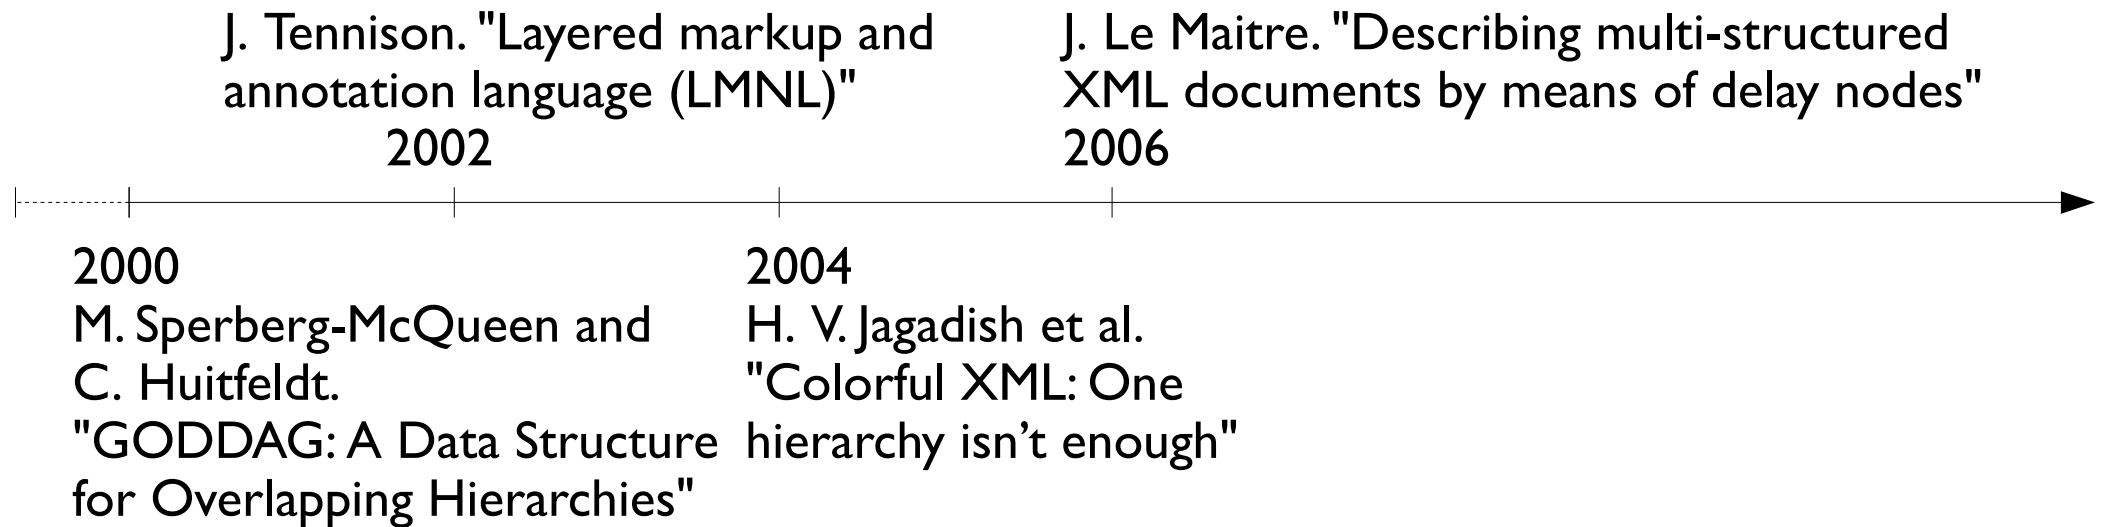 J. Tennison. "Layered markup and
annotation language (LMNL)"
2002
J. Le Maitre. "Describing multi-structured
XML documents by means of delay nodes"
2006
2000
M. Sperberg-McQueen and
C. Huitfeldt.
"GODDAG: A Data Structure
for Overlapping Hierarchies"
2004
H. V. Jagadish et al.
"Colorful XML: One
hierarchy isn’t enough"